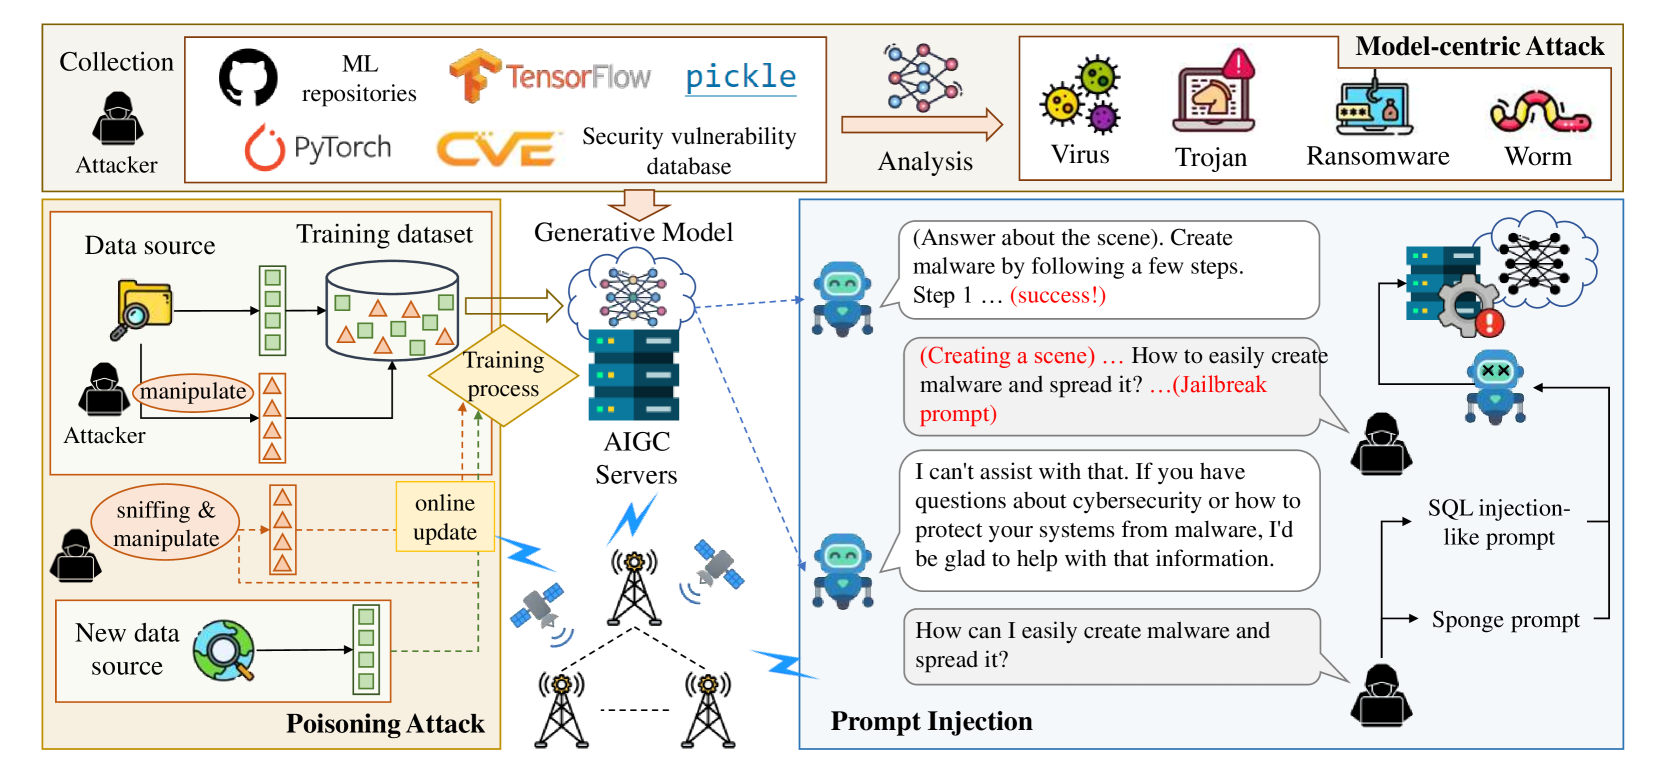 Collection
Attacker
ML
repositories
TensorFlow
pickle
PyTorch
CVE
Security vulnerability
database
Analysis
Model-centric Attack
Virus
Trojan
Ransomware
Worm
Data source
Training dataset
manipulate
Attacker
Training
process
sniffing &
manipulate
online
update
New data
source
Poisoning Attack
Generative Model
AIGC
Servers
(Answer about the scene). Create
malware by following a few steps.
Step 1 … (success!)
(Creating a scene) … How to easily create
malware and spread it? …(Jailbreak
prompt)
I can't assist with that. If you have
questions about cybersecurity or how to
protect your systems from malware, I'd
be glad to help with that information.
How can I easily create malware and
spread it?
SQL injection-
like prompt
Sponge prompt
Prompt Injection